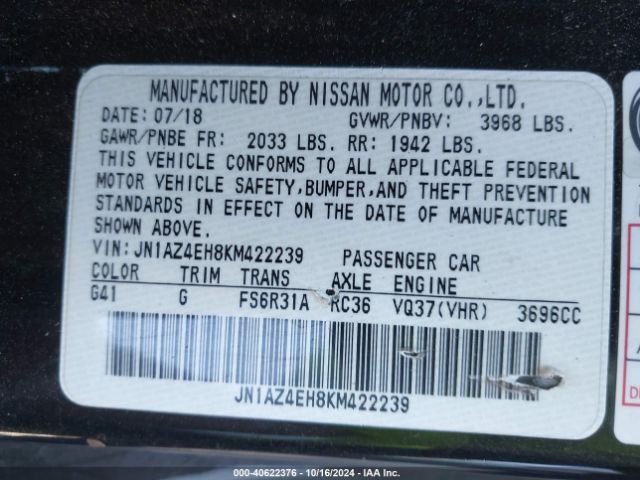 MANUFACTURED BY NISSAN MOTOR CO.,LTD.
DATE: 07/18 GVWR/PNBV: 3968 LBS.
GAWR/PNBE FR: 2033 LBS. RR: 1942 LBS.
THIS VEHICLE CONFORMS TO ALL APPLICABLE FEDERAL
MOTOR VEHICLE SAFETY,BUMPER,AND THEFT PREVENTION
STANDARDS IN EFFECT ON THE DATE OF MANUFACTURE
SHOWN ABOVE.
VIN:JN1AZ4EH8KM422239 PASSENGER CAR
COLOR TRIM TRANS AXLE ENGINE
G41 G FS6R31A RC36 VQ37(VHR) 3696CC
JN1AZ4EH8KM422239
000-40622376 | 10/16/2024 | IAA Inc.